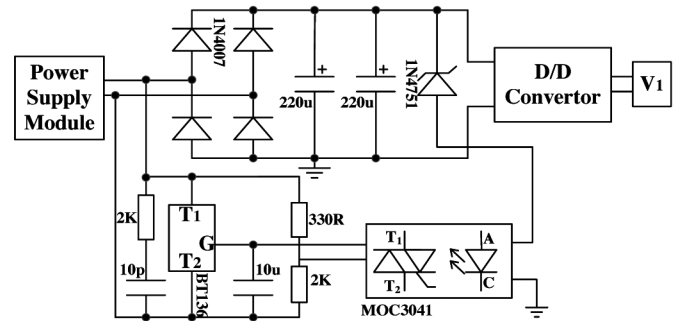 1N4007
Power
Supply
Module
+
220u
+
220u
1N4751
D/D
Convertor
V1
2K
10p
T1
G
T2
BT136
10u
330R
2K
T1
T2
A
C
MOC3041